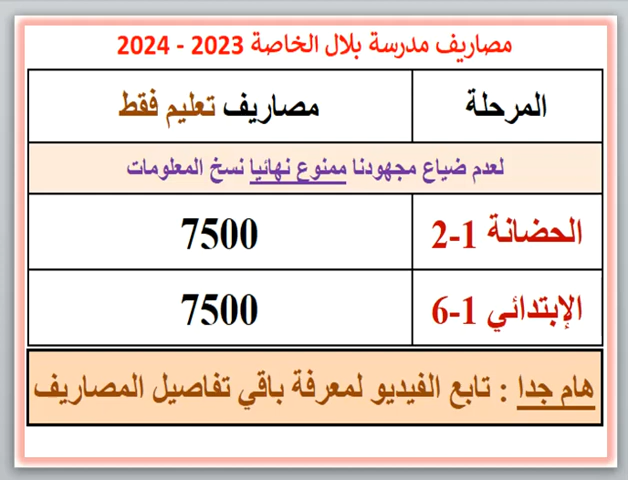 مصاريف مدرسة بلال الخاصة 2023 - 2024
المرحلة مصاريف تعليم فقط
لعدم ضياع مجهودنا ممنوع نهائيا نسخ المعلومات
الحضانة 1-2 7500
الإبتدائي 1-6 7500
هام جدا : تابع الفيديو لمعرفة باقي تفاصيل المصاريف